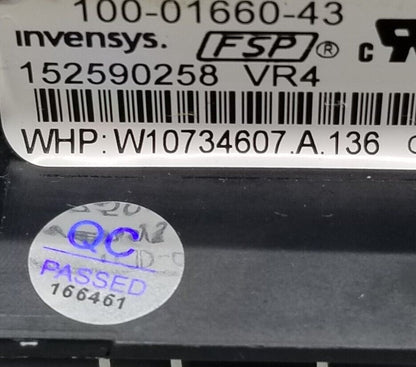 100-01660-43
invensys. FSP® c
152590258 VR4
WHP: W10734607.A.136
QC
PASSED
166461